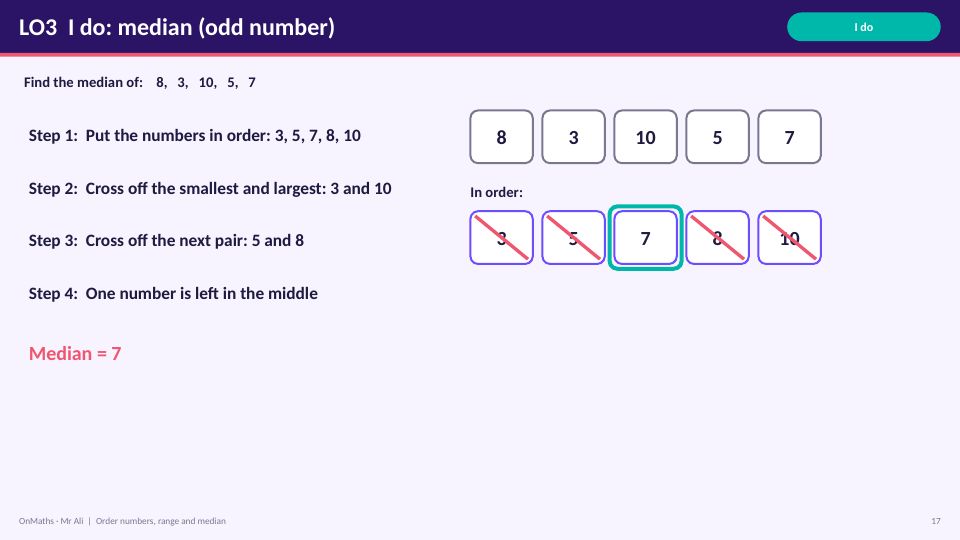 LO3 I do: median (odd number)
I do
Find the median of: 8, 3, 10, 5, 7
Step 1: Put the numbers in order: 3, 5, 7, 8, 10
Step 2: Cross off the smallest and largest: 3 and 10
Step 3: Cross off the next pair: 5 and 8
Step 4: One number is left in the middle
Median = 7
8 3 10 5 7
In order:
3 5 7 8 10
OnMaths - Mr Ali | Order numbers, range and median
17